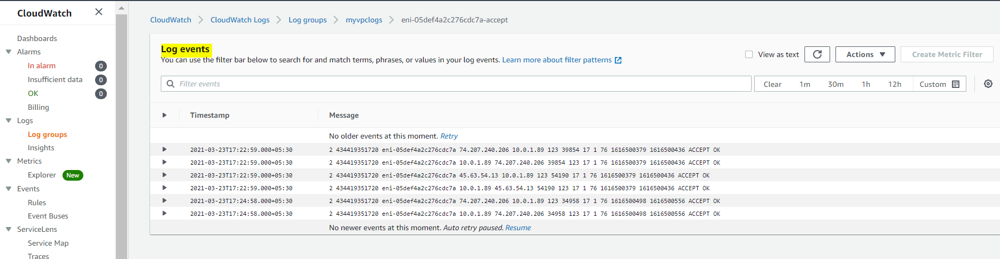 CloudWatch
Dashboards
Alarms
In alarm 0
Insufficient data 0
OK 0
Billing
Logs
Log groups
Insights
Metrics
Explorer New
Events
Rules
Event Buses
ServiceLens
Service Map
Traces
CloudWatch CloudWatch Logs Log groups myvpclogs eni-05def4a2c276cdc7a-accept
Log events
You can use the filter bar below to search for and match terms, phrases, or values in your log events. Learn more about filter patterns
View as text Actions Create Metric Filter
Filter events Clear 1m 30m 1h 12h Custom
Timestamp Message
No older events at this moment. Retry
2021-03-23T17:22:59.000+05:30 2 434419351720 eni-05def4a2c276cdc7a 74.207.240.206 10.0.1.89 123 39854 17 1 76 1616500379 1616500436 ACCEPT OK
2021-03-23T17:22:59.000+05:30 2 434419351720 eni-05def4a2c276cdc7a 10.0.1.89 74.207.240.206 39854 123 17 1 76 1616500379 1616500436 ACCEPT OK
2021-03-23T17:22:59.000+05:30 2 434419351720 eni-05def4a2c276cdc7a 45.63.54.13 10.0.1.89 123 54190 17 1 76 1616500379 1616500436 ACCEPT OK
2021-03-23T17:22:59.000+05:30 2 434419351720 eni-05def4a2c276cdc7a 10.0.1.89 45.63.54.13 54190 123 17 1 76 1616500379 1616500436 ACCEPT OK
2021-03-23T17:24:58.000+05:30 2 434419351720 eni-05def4a2c276cdc7a 74.207.240.206 10.0.1.89 123 34958 17 1 76 1616500498 1616500556 ACCEPT OK
2021-03-23T17:24:58.000+05:30 2 434419351720 eni-05def4a2c276cdc7a 10.0.1.89 74.207.240.206 34958 123 17 1 76 1616500498 1616500556 ACCEPT OK
No newer events at this moment. Auto retry paused. Resume